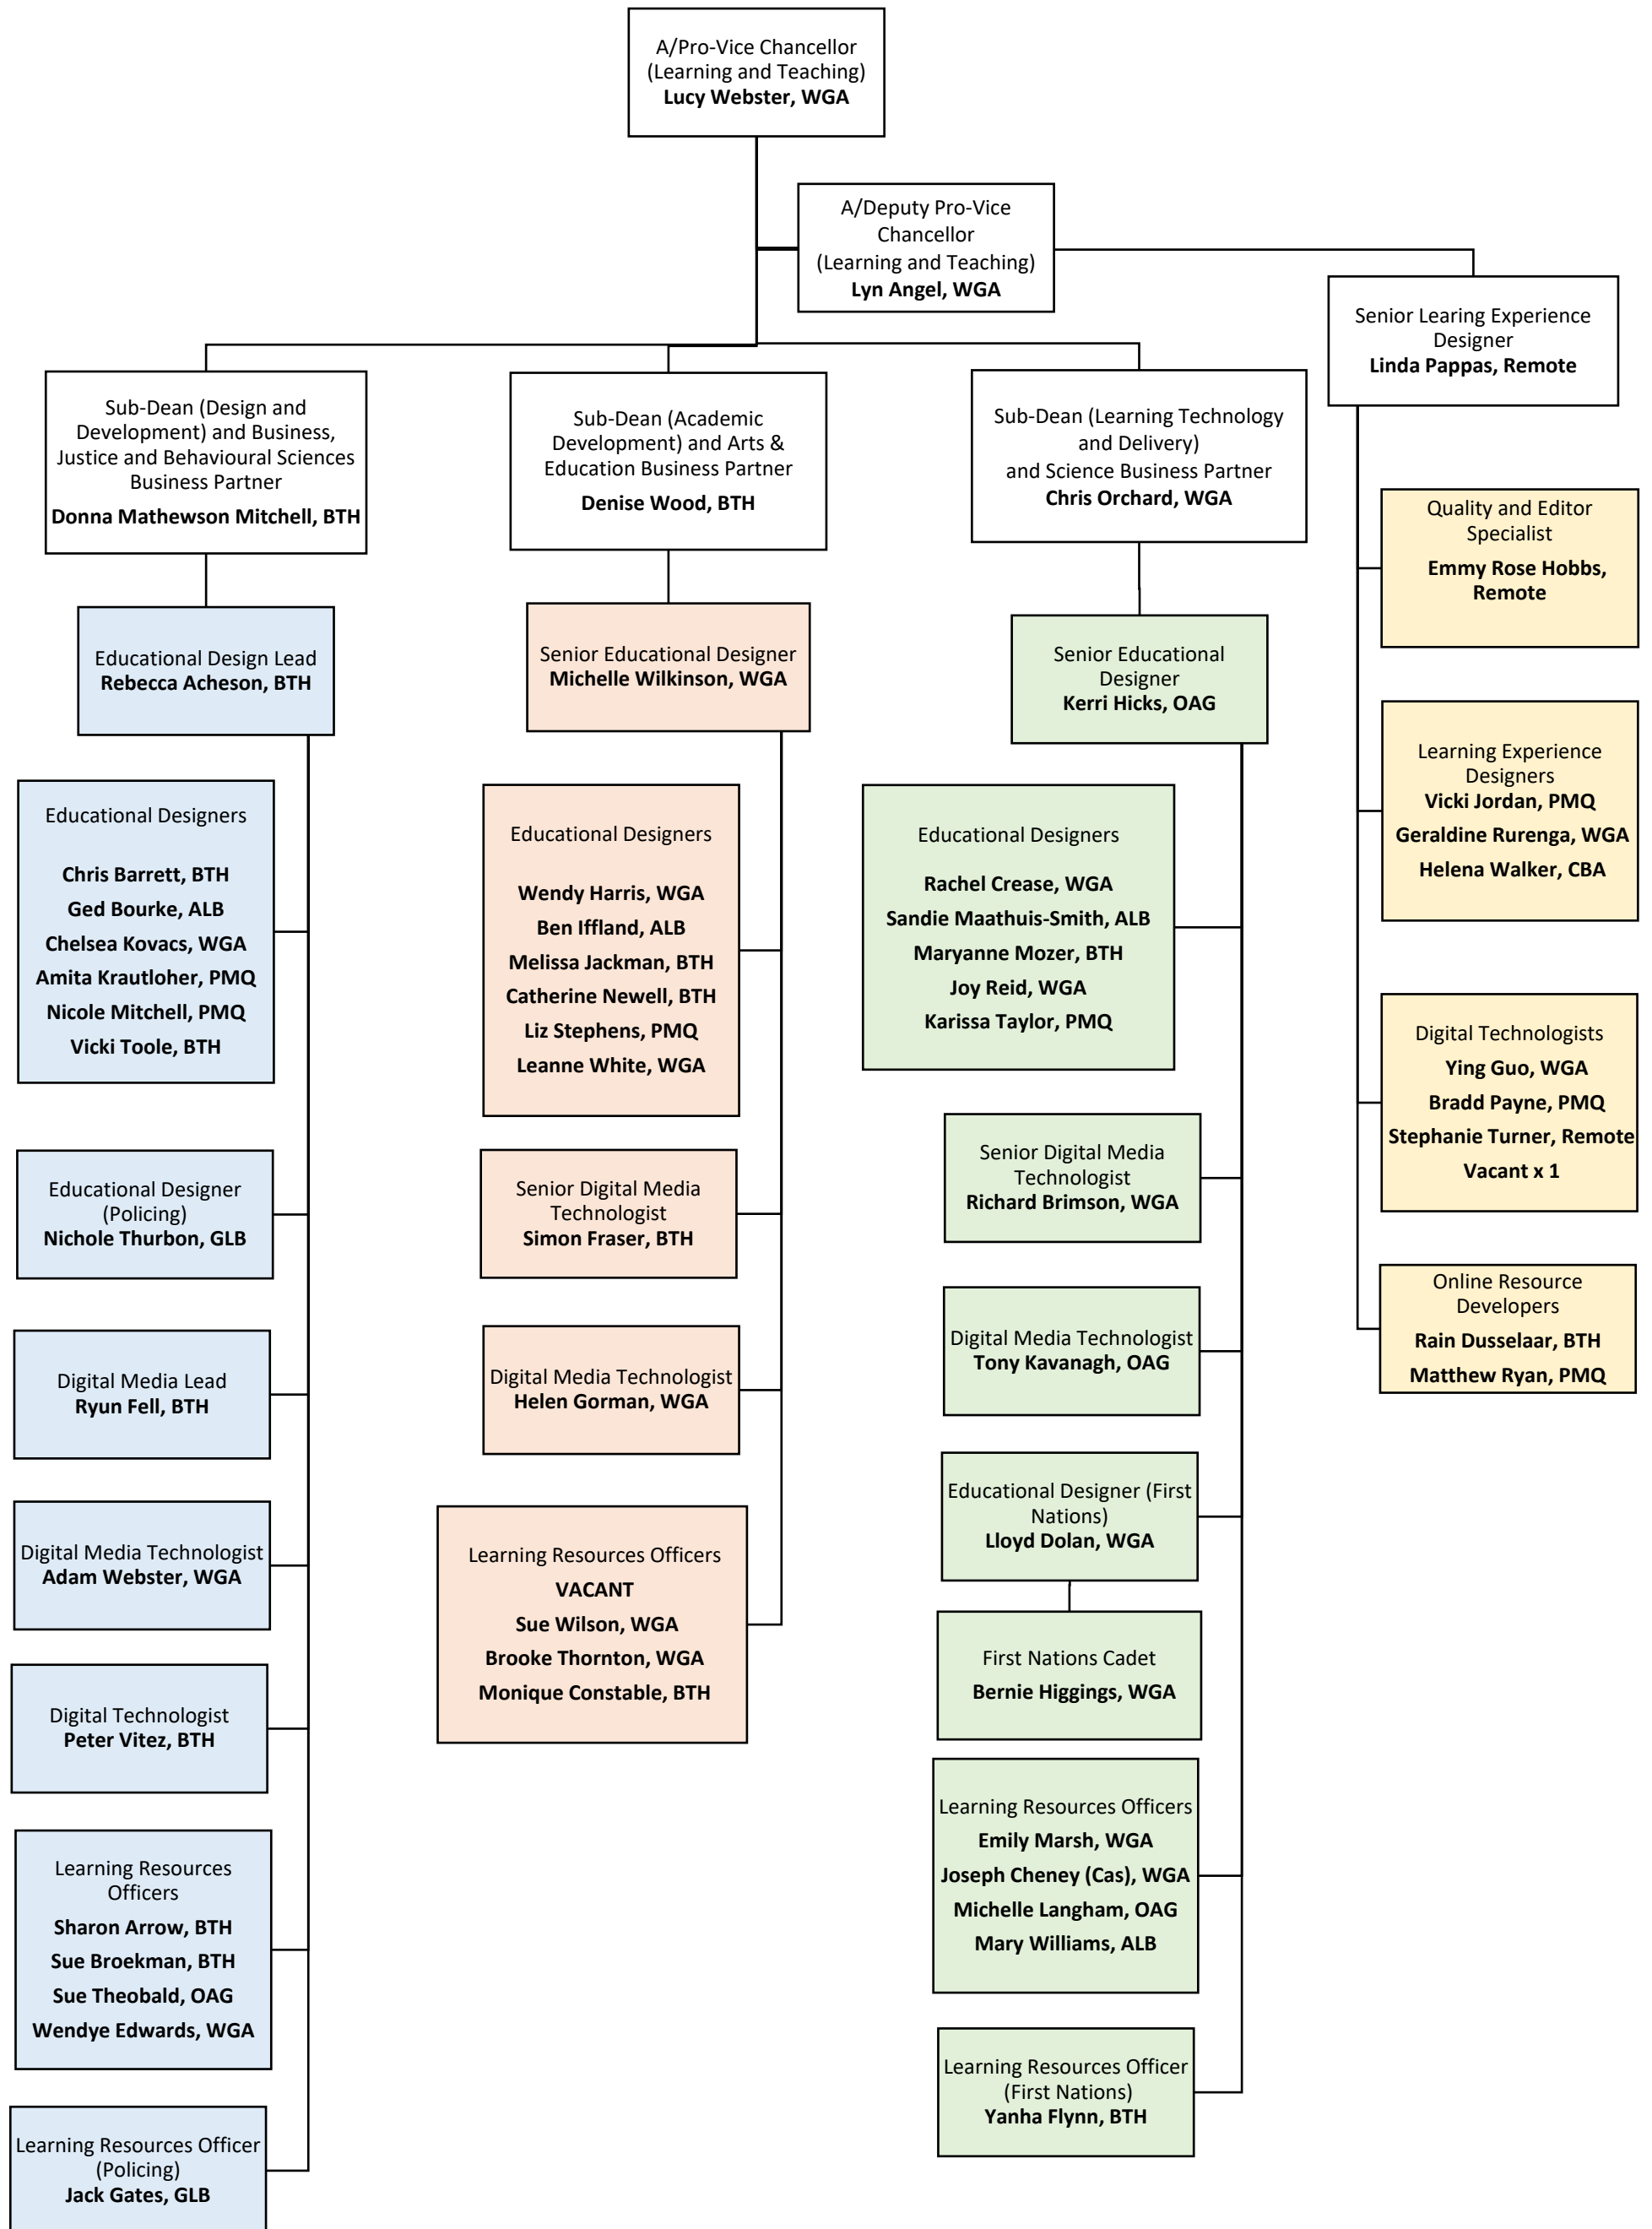 A/Pro-Vice Chancellor
(Learning and Teaching)
Lucy Webster, WGA
A/Deputy Pro-Vice
Chancellor
(Learning and Teaching)
Lyn Angel, WGA
Senior Learing Experience
Designer
Linda Pappas, Remote
Sub-Dean (Design and
Development) and Business,
Justice and Behavioural Sciences
Business Partner
Donna Mathewson Mitchell, BTH
Sub-Dean (Academic
Development) and Arts &
Education Business Partner
Denise Wood, BTH
Sub-Dean (Learning Technology
and Delivery)
and Science Business Partner
Chris Orchard, WGA
Educational Design Lead
Rebecca Acheson, BTH
Educational Designers
Chris Barrett, BTH
Ged Bourke, ALB
Chelsea Kovacs, WGA
Amita Krautloher, PMQ
Nicole Mitchell, PMQ
Vicki Toole, BTH
Educational Designer
(Policing)
Nichole Thurbon, GLB
Digital Media Lead
Ryun Fell, BTH
Digital Media Technologist
Adam Webster, WGA
Digital Technologist
Peter Vitez, BTH
Learning Resources
Officers
Sharon Arrow, BTH
Sue Broekman, BTH
Sue Theobald, OAG
Wendye Edwards, WGA
Learning Resources Officer
(Policing)
Jack Gates, GLB
Senior Educational Designer
Michelle Wilkinson, WGA
Educational Designers
Wendy Harris, WGA
Ben Iffland, ALB
Melissa Jackman, BTH
Catherine Newell, BTH
Liz Stephens, PMQ
Leanne White, WGA
Senior Digital Media
Technologist
Simon Fraser, BTH
Digital Media Technologist
Helen Gorman, WGA
Learning Resources Officers
VACANT
Sue Wilson, WGA
Brooke Thornton, WGA
Monique Constable, BTH
Senior Educational
Designer
Kerri Hicks, OAG
Educational Designers
Rachel Crease, WGA
Sandie Maathuis-Smith, ALB
Maryanne Mozer, BTH
Joy Reid, WGA
Karissa Taylor, PMQ
Senior Digital Media
Technologist
Richard Brimson, WGA
Digital Media Technologist
Tony Kavanagh, OAG
Educational Designer (First
Nations)
Lloyd Dolan, WGA
First Nations Cadet
Bernie Higgings, WGA
Learning Resources Officers
Emily Marsh, WGA
Joseph Cheney (Cas), WGA
Michelle Langham, OAG
Mary Williams, ALB
Learning Resources Officer
(First Nations)
Yanha Flynn, BTH
Quality and Editor
Specialist
Emmy Rose Hobbs,
Remote
Learning Experience
Designers
Vicki Jordan, PMQ
Geraldine Rurenga, WGA
Helena Walker, CBA
Digital Technologists
Ying Guo, WGA
Bradd Payne, PMQ
Stephanie Turner, Remote
Vacant x 1
Online Resource
Developers
Rain Dusselaar, BTH
Matthew Ryan, PMQ